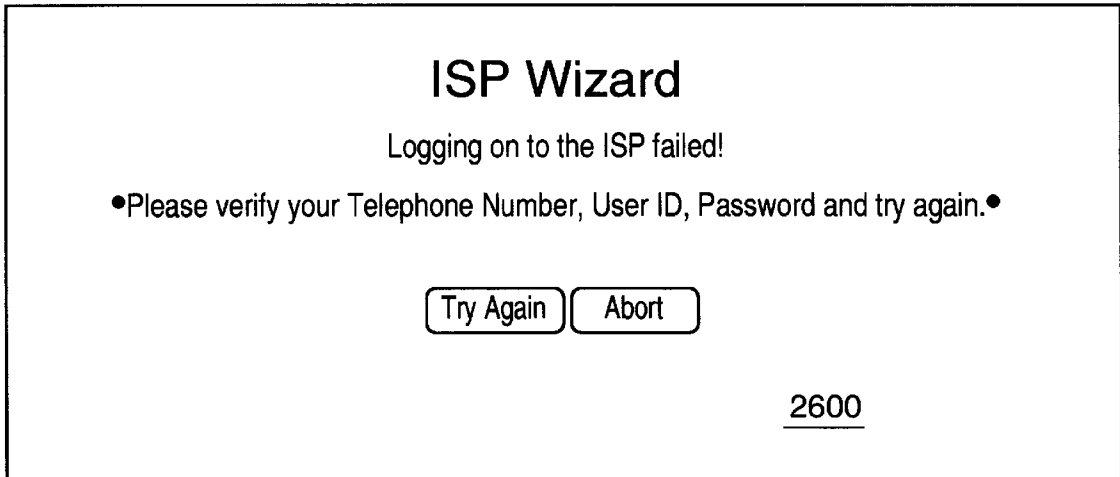 ISP Wizard
Logging on to the ISP failed!
•Please verify your Telephone Number, User ID, Password and try again.•
Try Again Abort
2600